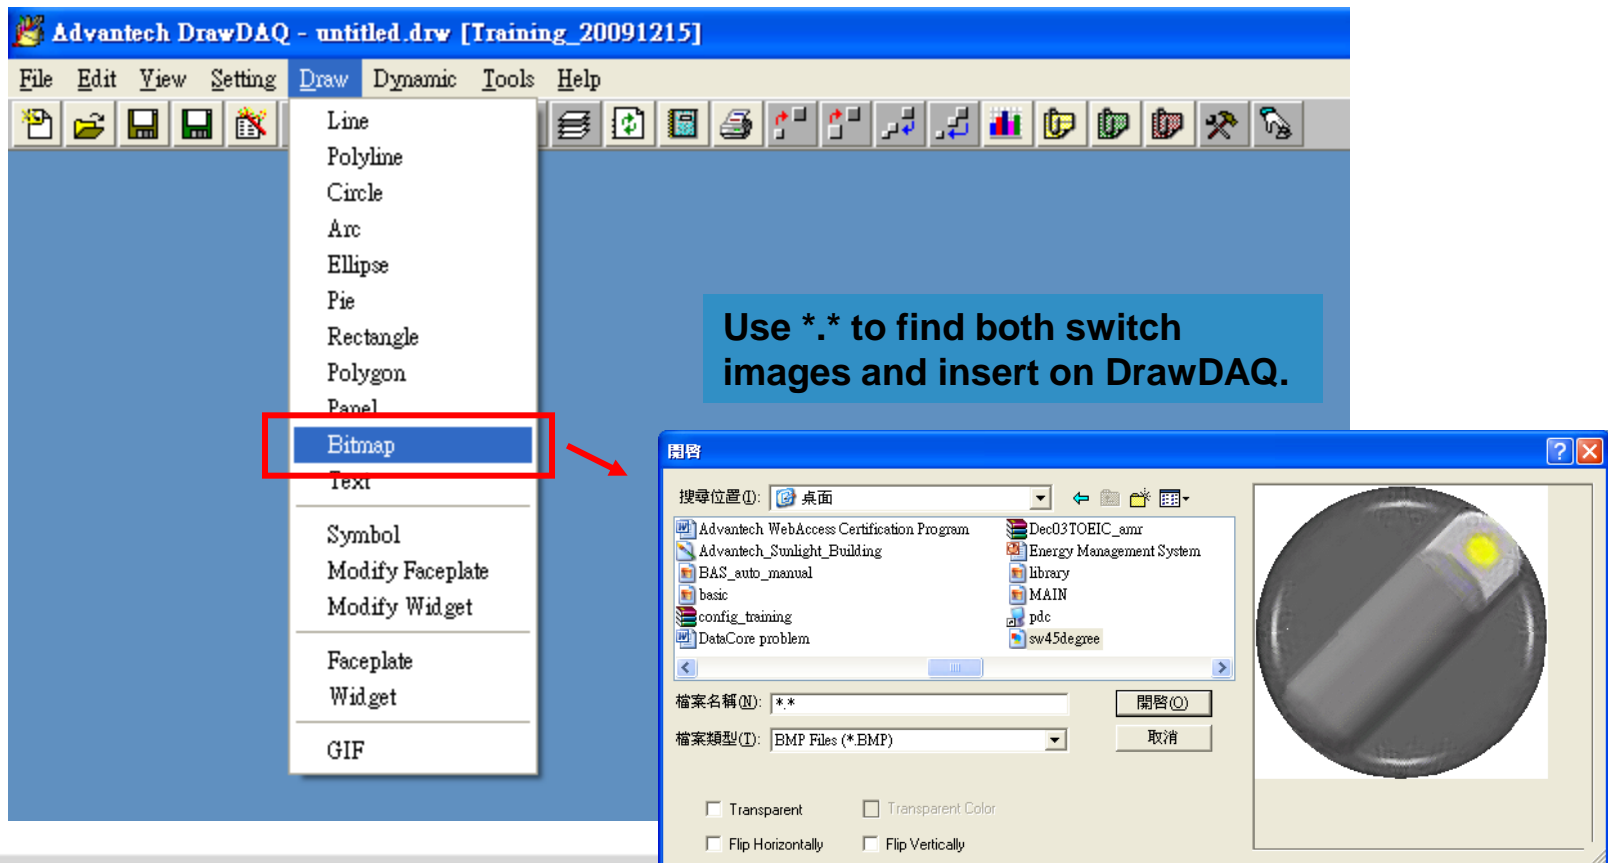 Advantech DrawDAQ - untitled.drw [Training_20091215]
File Edit View Setting Draw Dynamic Tools Help
Line
Polyline
Circle
Arc
Ellipse
Pie
Rectangle
Polygon
Panel
Bitmap
Text
Symbol
Modify Faceplate
Modify Widget
Faceplate
Widget
GIF
Use *.* to find both switch
images and insert on DrawDAQ.
開啓
搜尋位置(I): 桌面
Advantech WebAccess Certification Program
Advantech_Sunlight_Building
BAS_auto_manual
basic
config_training
DataCore problem
Dec03TOEIC_amr
Energy Management System
library
MAIN
pdc
sw45degree
檔案名稱(N): *.*
開啓(O)
檔案類型(T): BMP Files (*.BMP)
取消
Transparent Transparent Color
Flip Horizontally Flip Vertically